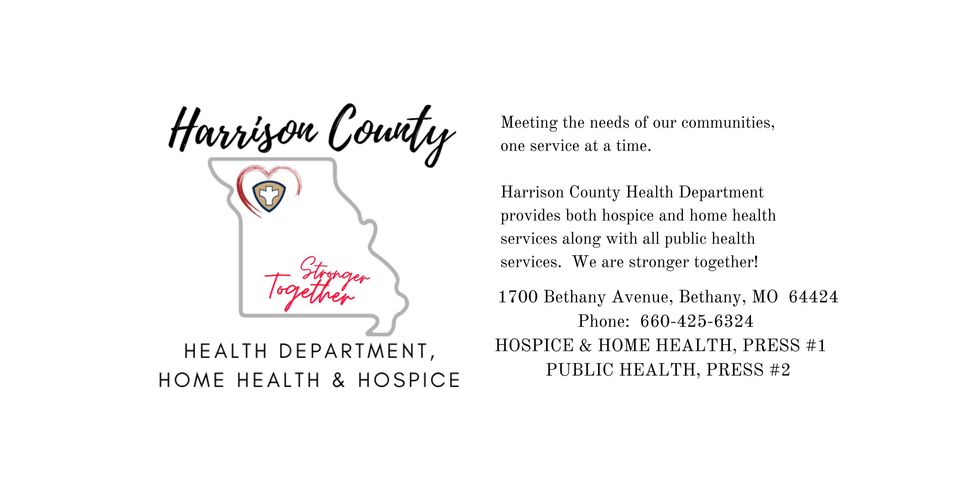 Harrison County
Stronger
Together
HEALTH DEPARTMENT,
HOME HEALTH & HOSPICE
Meeting the needs of our communities,
one service at a time.
Harrison County Health Department
provides both hospice and home health
services along with all public health
services.  We are stronger together!
1700 Bethany Avenue, Bethany, MO  64424
Phone:  660-425-6324
HOSPICE & HOME HEALTH, PRESS #1
PUBLIC HEALTH, PRESS #2